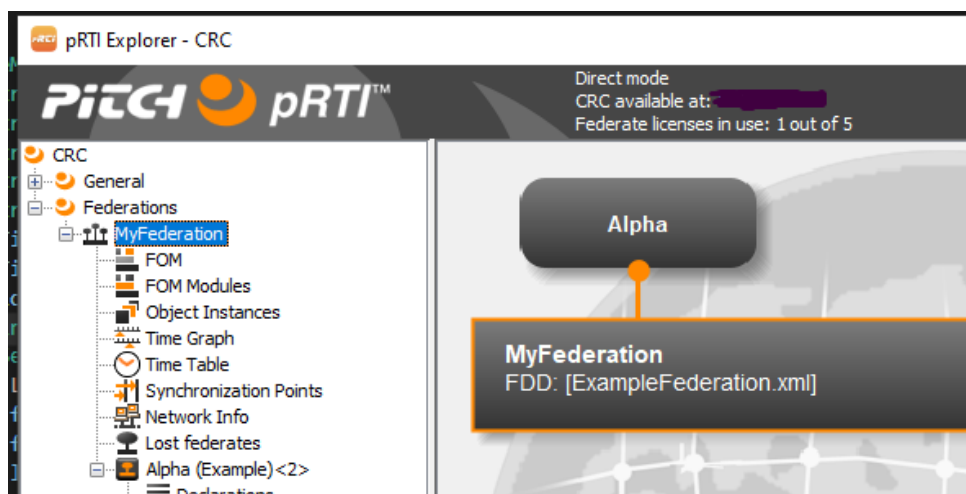 pRTI Explorer - CRC
PITCH pRTI™
Direct mode
CRC available at:
Federate licenses in use: 1 out of 5
CRC
General
Federations
MyFederation
FOM
FOM Modules
Object Instances
Time Graph
Time Table
Synchronization Points
Network Info
Lost federates
Alpha (Example)<2>
Declarations
Alpha
MyFederation
FDD: [ExampleFederation.xml]